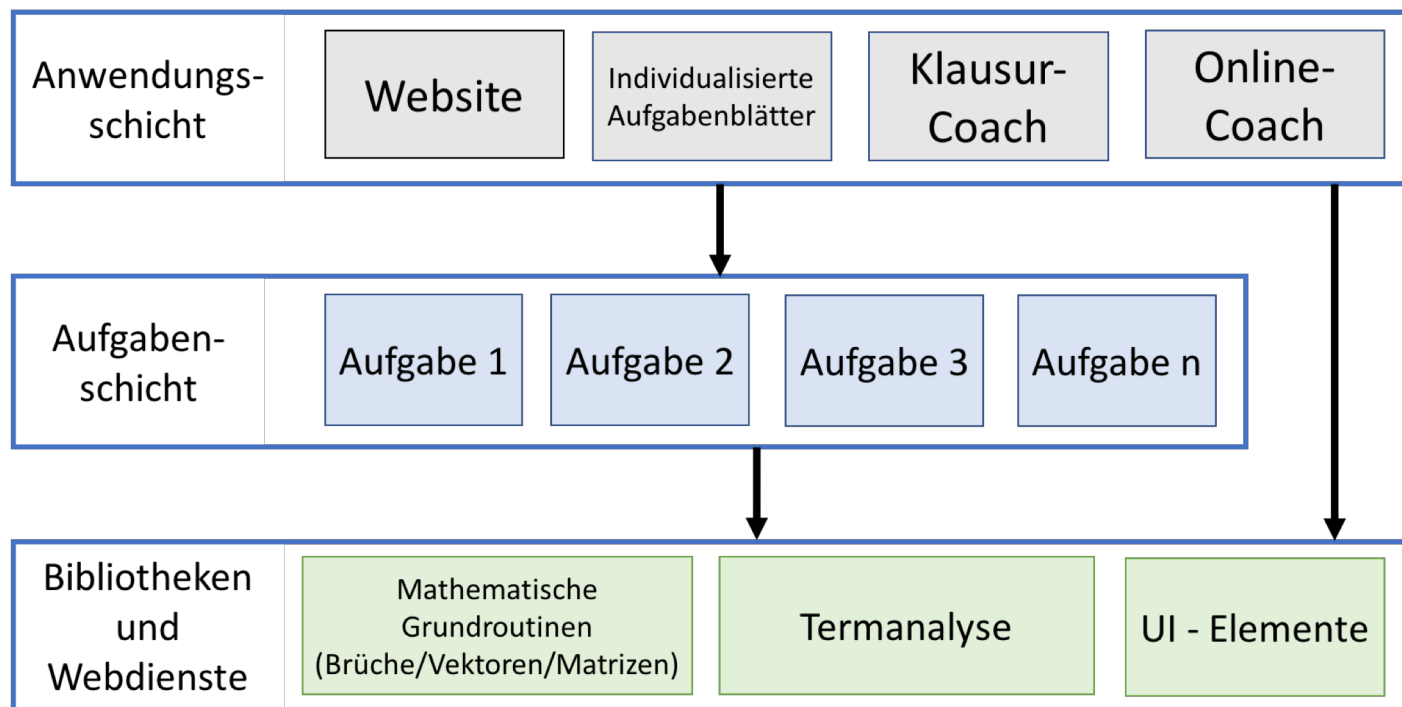 Anwendungs-
schicht
Website
Individualisierte
Aufgabenblätter
Klausur-
Coach
Online-
Coach
Aufgaben-
schicht
Aufgabe 1
Aufgabe 2
Aufgabe 3
Aufgabe n
Bibliotheken
und
Webdienste
Mathematische
Grundroutinen
(Brüche/Vektoren/Matrizen)
Termanalyse
UI - Elemente